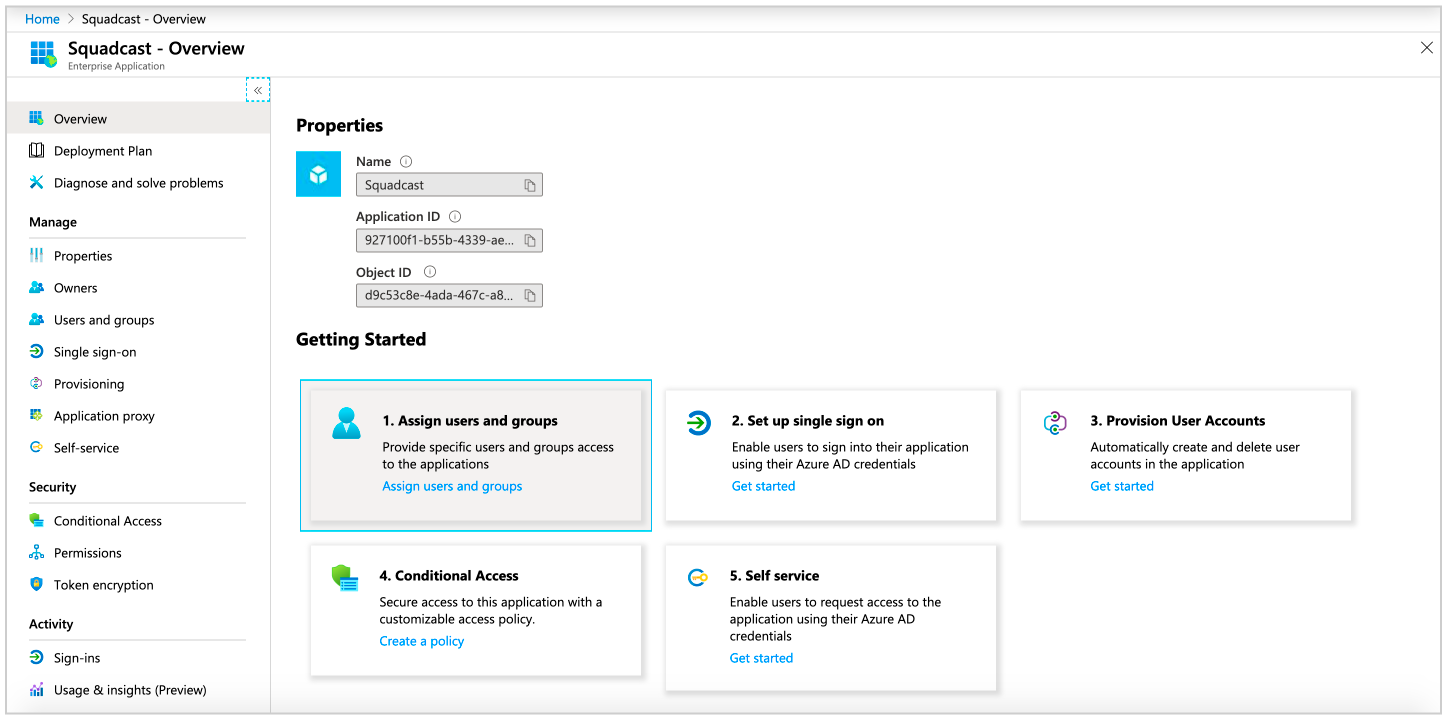 Home > Squadcast - Overview
Squadcast - Overview
Enterprise Application
«
Overview
Deployment Plan
Diagnose and solve problems
Manage
Properties
Owners
Users and groups
Single sign-on
Provisioning
Application proxy
Self-service
Security
Conditional Access
Permissions
Token encryption
Activity
Sign-ins
Usage & insights (Preview)
Properties
Name
Squadcast
Application ID
927100f1-b55b-4339-ae...
Object ID
d9c53c8e-4ada-467c-a8...
Getting Started
1. Assign users and groups
Provide specific users and groups access
to the applications
Assign users and groups
2. Set up single sign on
Enable users to sign into their application
using their Azure AD credentials
Get started
3. Provision User Accounts
Automatically create and delete user
accounts in the application
Get started
4. Conditional Access
Secure access to this application with a
customizable access policy.
Create a policy
5. Self service
Enable users to request access to the
application using their Azure AD
credentials
Get started